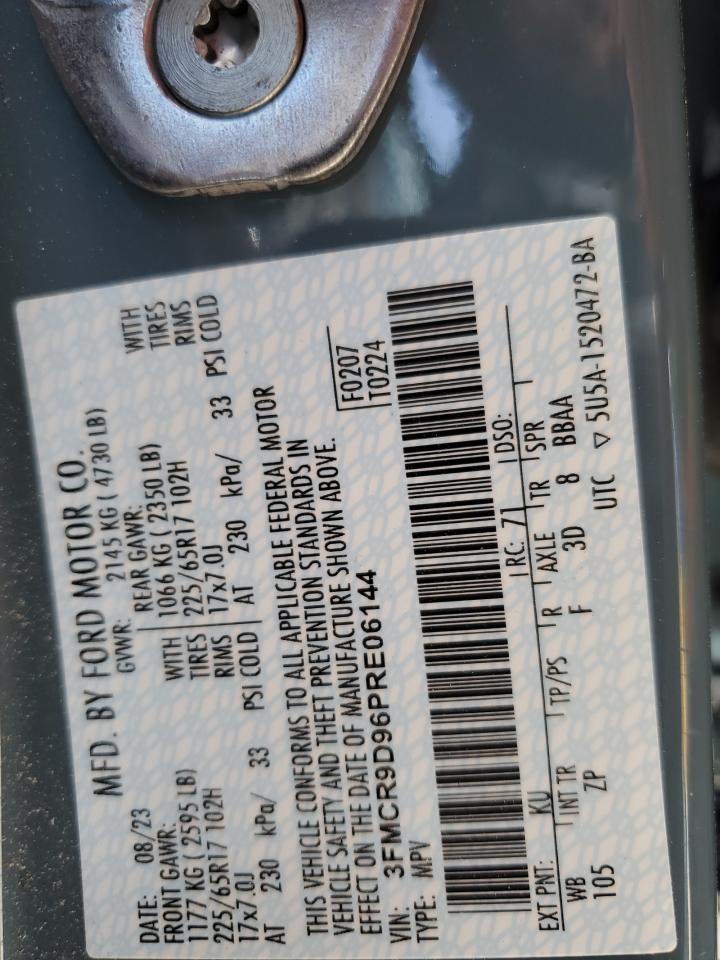 MFD. BY FORD MOTOR CO.
DATE: 08/23 GVWR: 2145 KG ( 4730 LB)
FRONT GAWR: REAR GAWR:
1177 KG ( 2595 LB) WITH 1066 KG ( 2350 LB) WITH
225/65R17 102H TIRES 225/65R17 102H TIRES
17x7.0J RIMS 17x7.0J RIMS
AT 230 kPa/ 33 PSI COLD AT 230 kPa/ 33 PSI COLD
THIS VEHICLE CONFORMS TO ALL APPLICABLE FEDERAL MOTOR
VEHICLE SAFETY AND THEFT PREVENTION STANDARDS IN
EFFECT ON THE DATE OF MANUFACTURE SHOWN ABOVE.
VIN: 3FMCR9D96PRE06144 F0207
TYPE: MPV T0224
EXT PNT: KU RC: 71 DSO:
WB INT TR TP/PS R AXLE TR SPR
105 ZP F 3D 8 BBAA
UTC ▽ 5U5A-1520472-BA